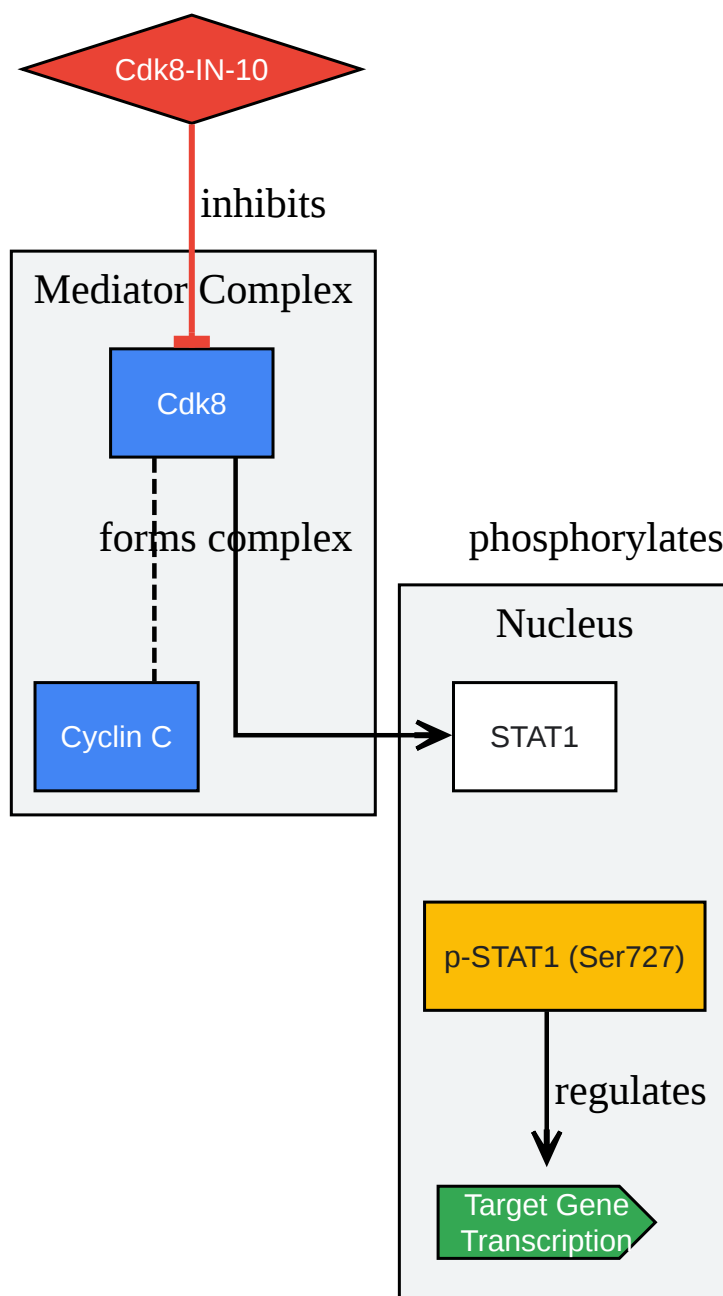 Cdk8-IN-10
inhibits
Mediator Complex
Cdk8
forms complex
phosphorylates
Nucleus
Cyclin C
STAT1
p-STAT1 (Ser727)
regulates
Target Gene
Transcription